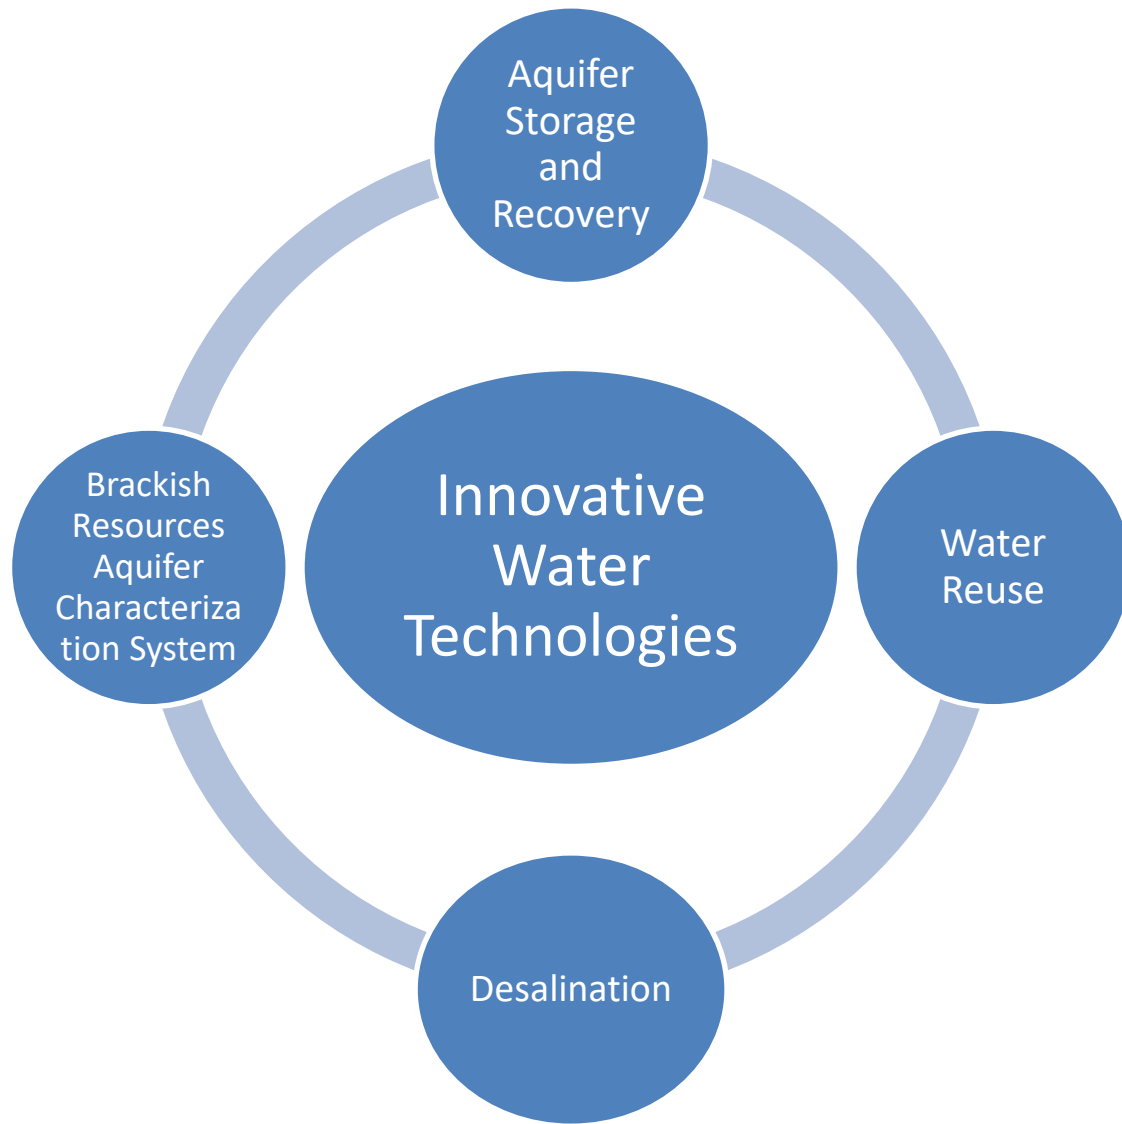 Aquifer
Storage
and
Recovery
Brackish
Resources
Aquifer
Characteriza
tion System
Innovative
Water
Technologies
Water
Reuse
Desalination